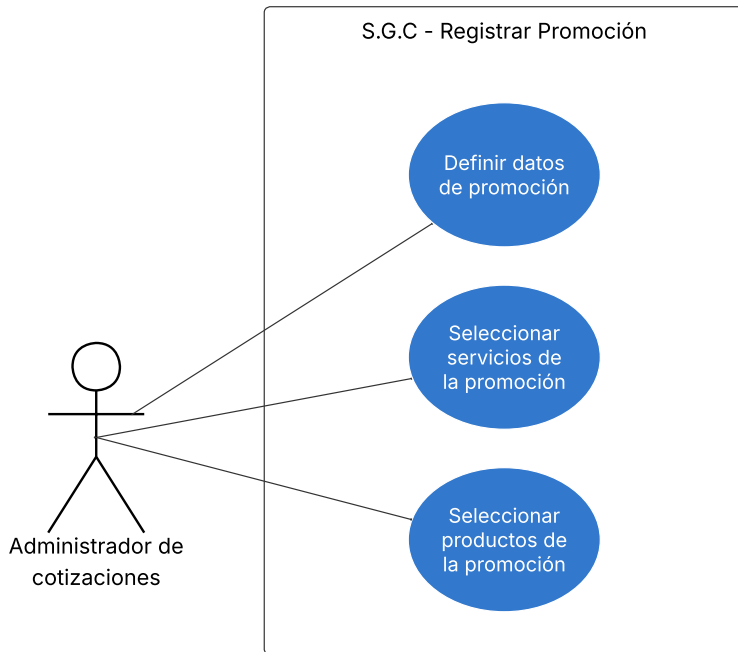 S.G.C - Registrar Promoción
Definir datos
de promoción
Seleccionar
servicios de
la promoción
Seleccionar
productos de
la promoción
Administrador de
cotizaciones